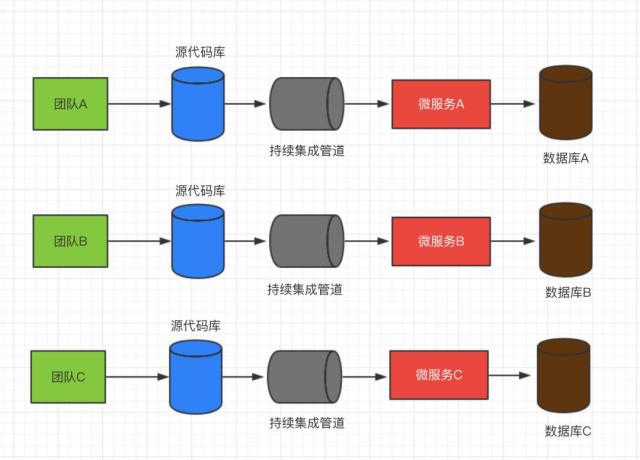 源代码库
团队A
微服务A
持续集成管道
数据库A
源代码库
团队B
微服务B
持续集成管道
数据库B
源代码库
团队C
微服务C
持续集成管道
数据库C